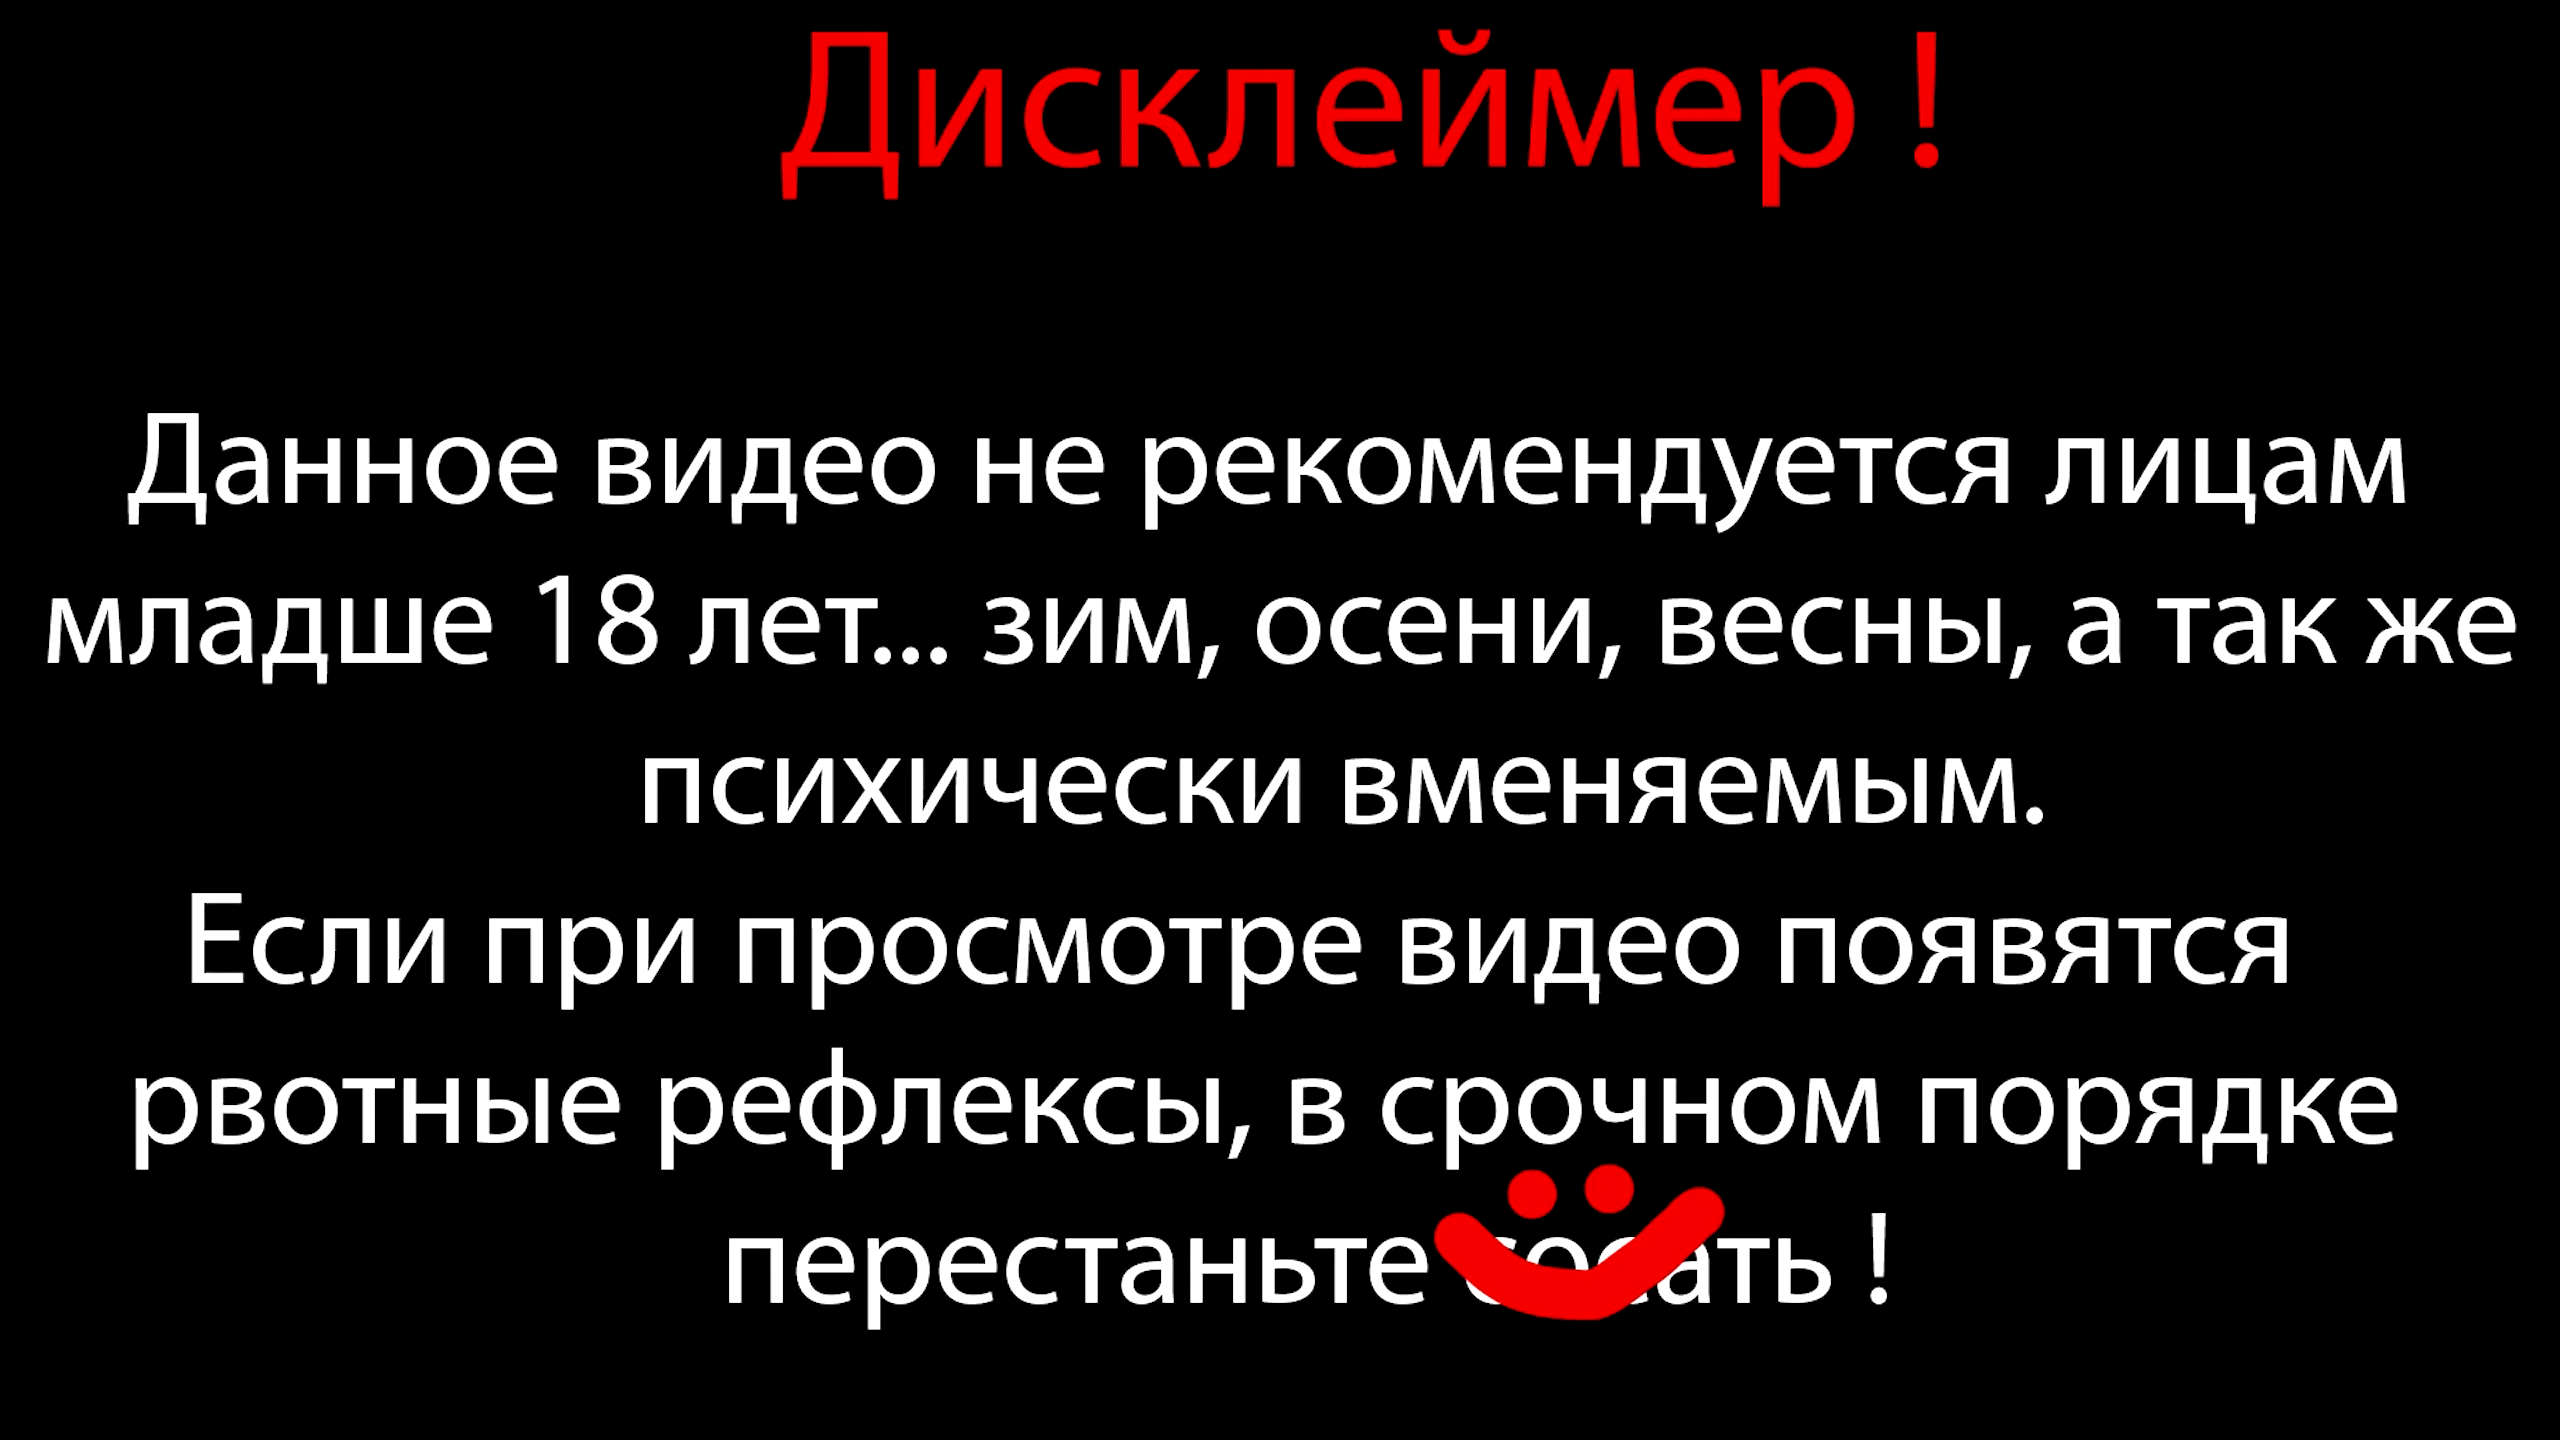 Дисклеймер !
Данное видео не рекомендуется лицам
младше 18 лет... зим, осени, весны, а так же
психически вменяемым.
Если при просмотре видео появятся
рвотные рефлексы, в срочном порядке
перестаньте сосать !